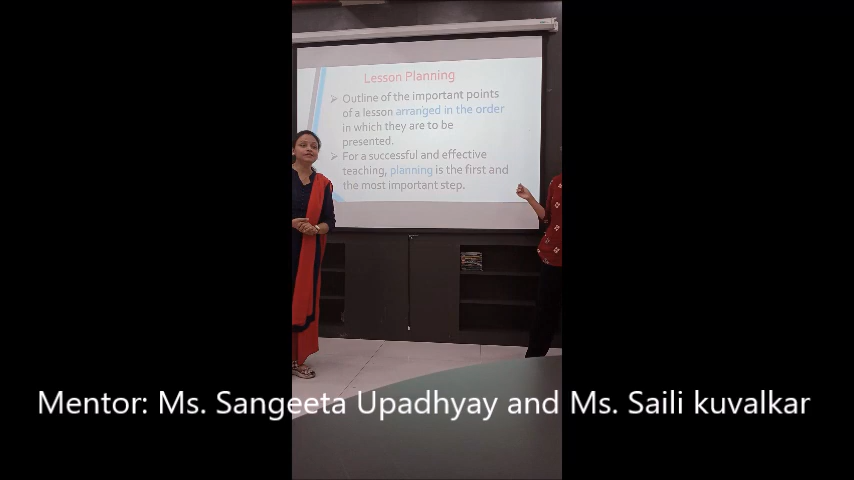 Lesson Planning
➢ Outline of the important points
of a lesson arranged in the order
in which they are to be
presented.
➢ For a successful and effective
teaching, planning is the first and
the most important step.
Mentor: Ms. Sangeeta Upadhyay and Ms. Saili kuvalkar